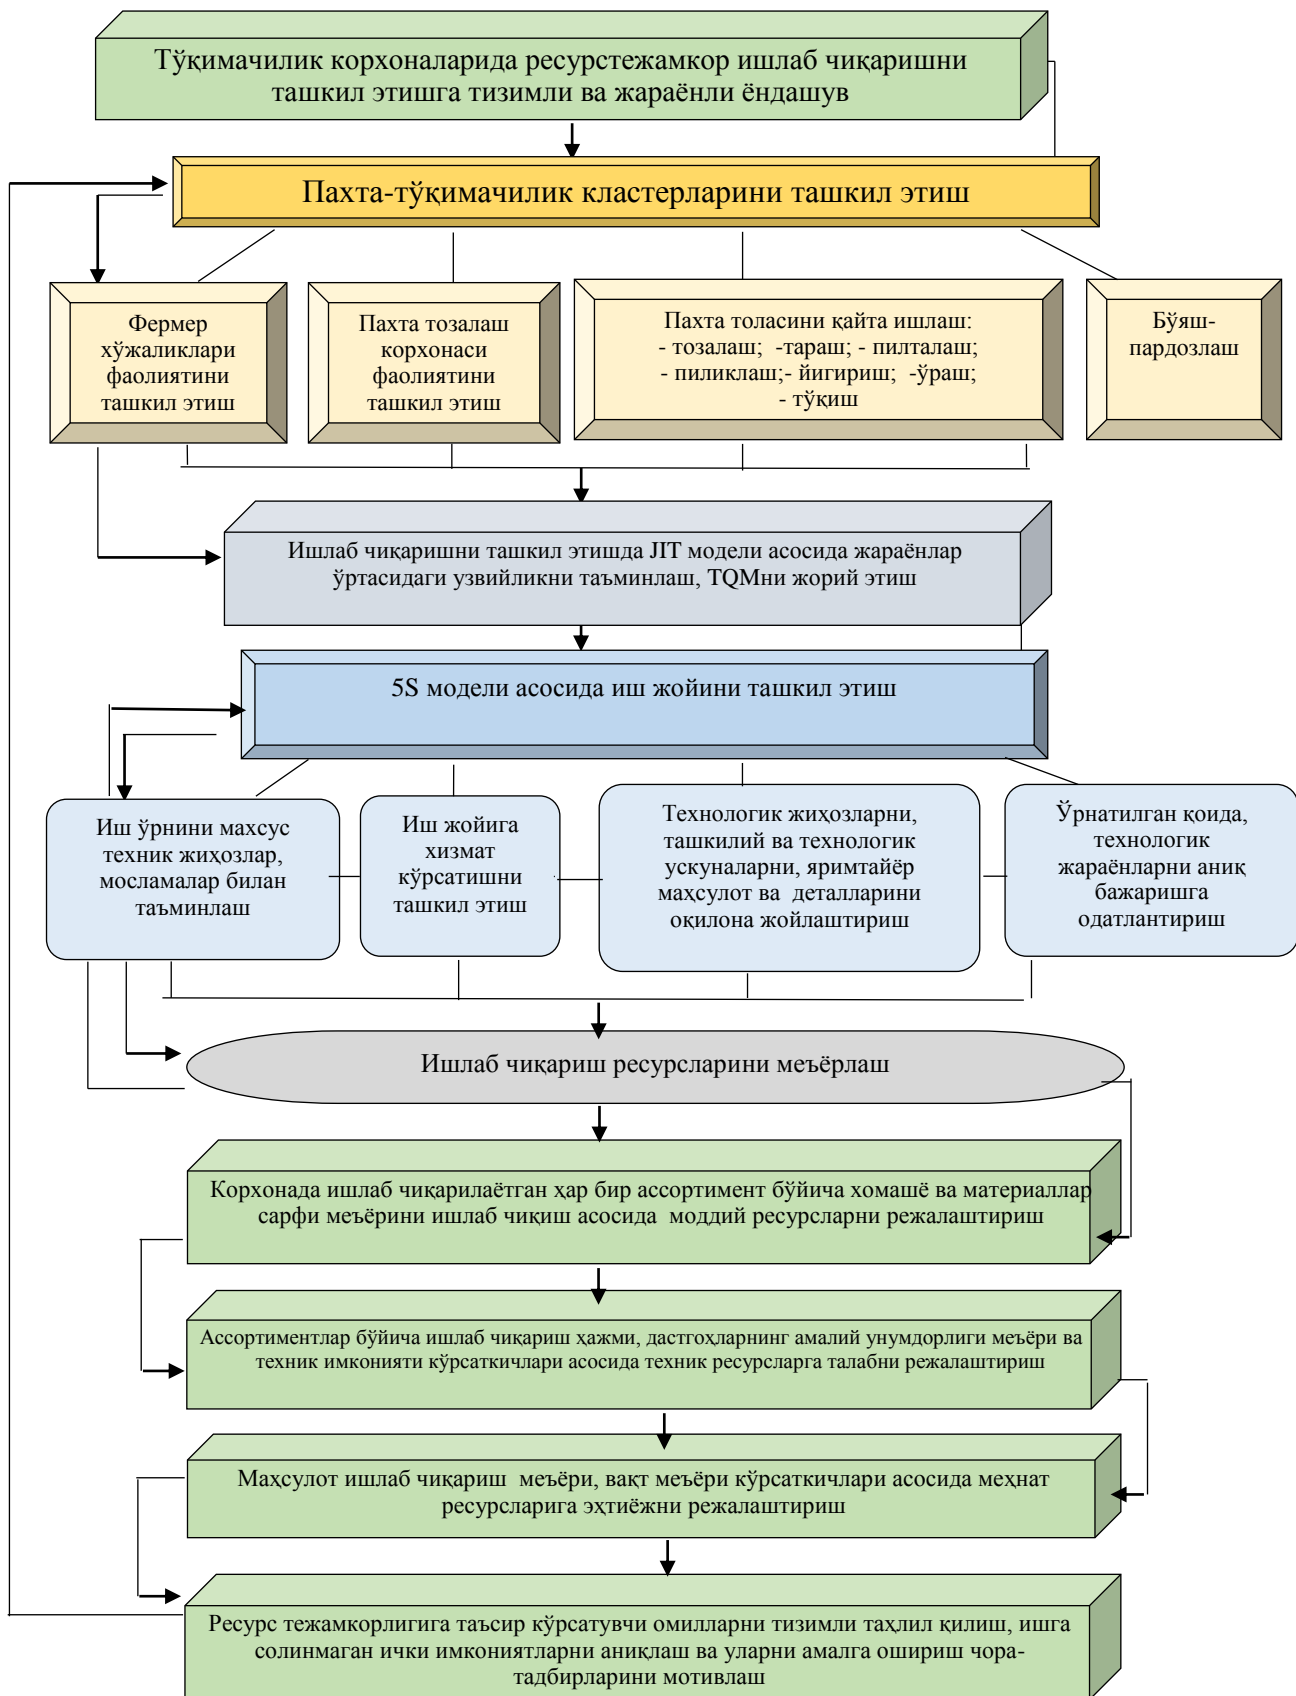 Тўқимачилик корхоналарида ресурстежамкор ишлаб чиқаришни
ташкил этишга тизимли ва жараёнли ёндашув
Пахта-тўқимачилик кластерларини ташкил этиш
Фермер
хўжаликлари
фаолиятини
ташкил этиш
Пахта тозалаш
корхонаси
фаолиятини
ташкил этиш
Пахта толасини қайта ишлаш:
- тозалаш;  -тараш; - пилталаш;
- пиликлаш;- йигириш;  -ўраш;
- тўқиш
Бўяш-
пардозлаш
Ишлаб чиқаришни ташкил этишда JIT модели асосида жараёнлар
ўртасидаги узвийликни таъминлаш, TQMни жорий этиш
5S модели асосида иш жойини ташкил этиш
Иш ўрнини махсус
техник жиҳозлар,
мосламалар билан
таъминлаш
Иш жойига
хизмат
кўрсатишни
ташкил этиш
Технологик жиҳозларни,
ташкилий ва технологик
ускуналарни, яримтайёр
маҳсулот ва  деталларини
оқилона жойлаштириш
Ўрнатилган қоида,
технологик
жараёнларни аниқ
бажаришга
одатлантириш
Ишлаб чиқариш ресурсларини меъёрлаш
Корхонада ишлаб чиқарилаётган ҳар бир ассортимент бўйича хомашё ва материаллар
сарфи меъёрини ишлаб чиқиш асосида  моддий ресурсларни режалаштириш
Ассортиментлар бўйича ишлаб чиқариш ҳажми, дастгоҳларнинг амалий унумдорлиги меъёри ва
техник имконияти кўрсаткичлари асосида техник ресурсларга талабни режалаштириш
Маҳсулот ишлаб чиқариш  меъёри, вақт меъёри кўрсаткичлари асосида меҳнат
ресурсларига эҳтиёжни режалаштириш
Ресурс тежамкорлигига таъсир кўрсатувчи омилларни тизимли таҳлил қилиш, ишга
солинмаган ички имкониятларни аниқлаш ва уларни амалга ошириш чора-
тадбирларини мотивлаш